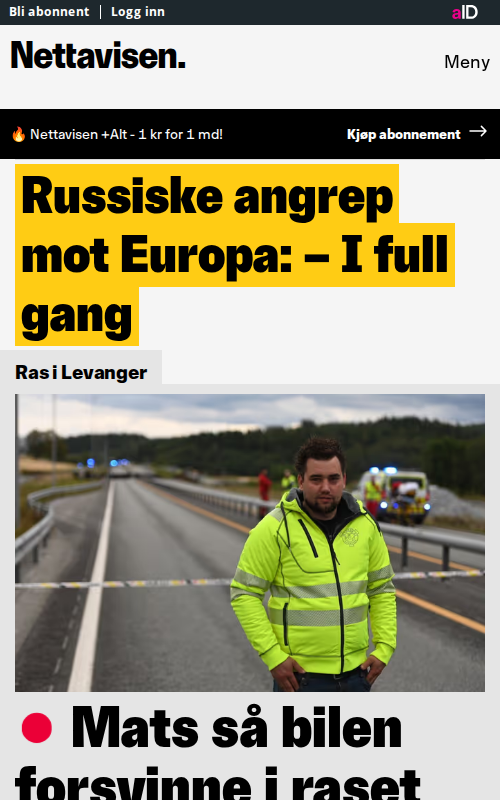 Bli abonnent | Logg inn
aID
Nettavisen.
Meny
🔥 Nettavisen +Alt - 1 kr for 1 md!
Kjøp abonnement →
Russiske angrep
mot Europa: – I full
gang
Ras i Levanger
Mats så bilen
forsvinne i raset